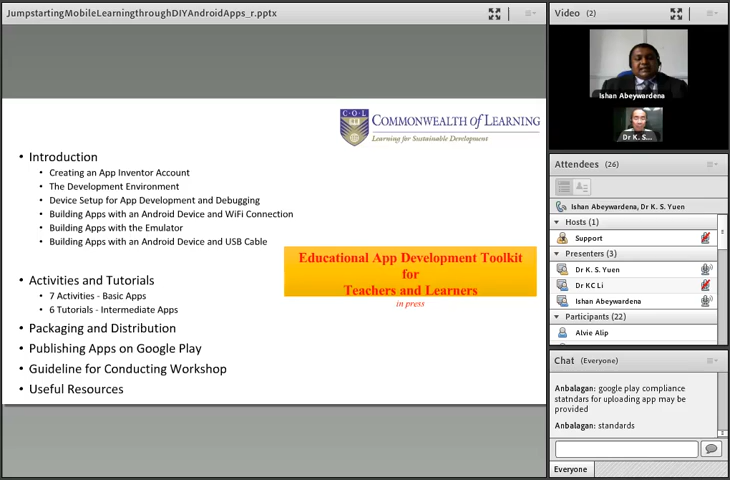 JumpstartingMobileLearningthroughDIYAndroidApps_r.pptx
C·O·L
COMMONWEALTH of LEARNING
Learning for Sustainable Development
• Introduction
• Creating an App Inventor Account
• The Development Environment
• Device Setup for App Development and Debugging
• Building Apps with an Android Device and WiFi Connection
• Building Apps with the Emulator
• Building Apps with an Android Device and USB Cable
Educational App Development Toolkit
for
Teachers and Learners
in press
• Activities and Tutorials
• 7 Activities - Basic Apps
• 6 Tutorials - Intermediate Apps
• Packaging and Distribution
• Publishing Apps on Google Play
• Guideline for Conducting Workshop
• Useful Resources
Video (2)
Ishan Abeywardena
Dr K. S...
Attendees (26)
Ishan Abeywardena, Dr K. S. Yuen
Hosts (1)
Support
Presenters (3)
Dr K. S. Yuen
Dr KC Li
Ishan Abeywardena
Participants (22)
Alvie Alip
Chat (Everyone)
Anbalagan: google play compliance
statndars for uploading app may be
provided
Anbalagan: standards
Everyone